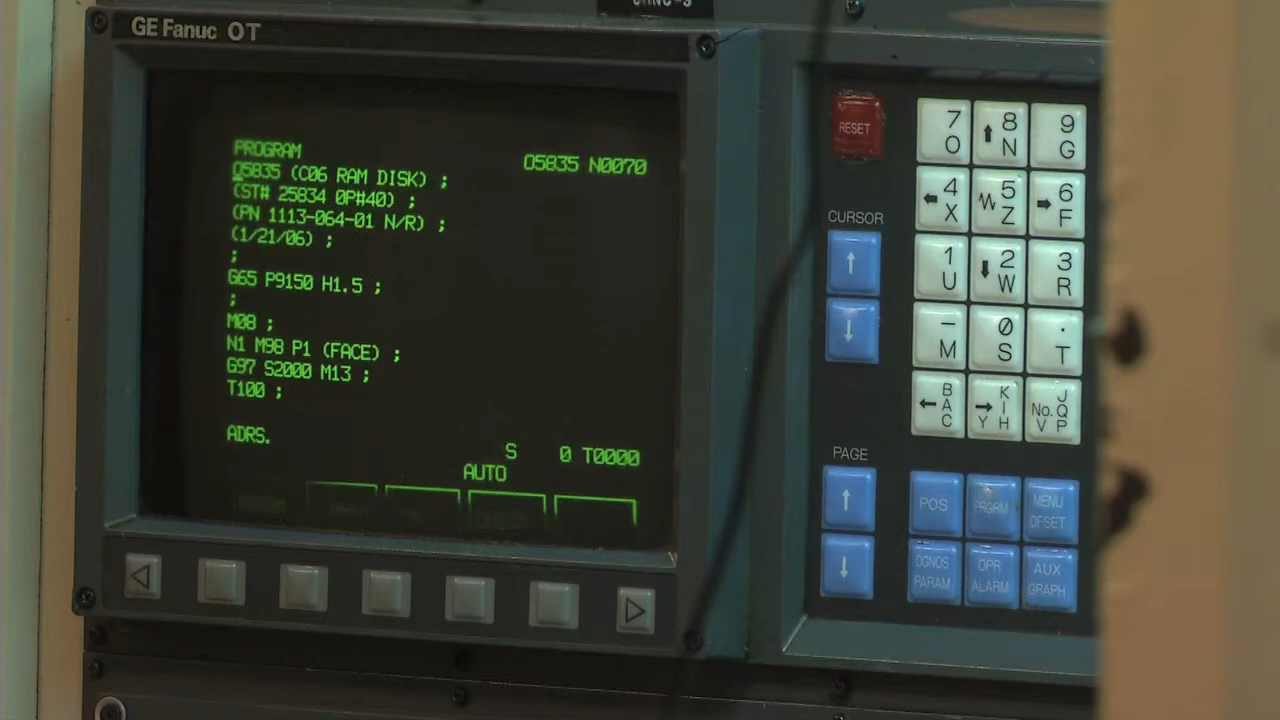 GE Fanuc OT
PROGRAM
O5835 N0070
O5835 (C06 RAM DISK) ;
(ST# 25834 OP#40) ;
(PN 1113-064-01 N/R) ;
(1/21/06) ;
;
G65 P9150 H1.5 ;
;
M08 ;
N1 M98 P1 (FACE) ;
G97 S2000 M13 ;
T100 ;
ADRS.
S 0 T0000
AUTO
RESET
7 O
8 N
9 G
4 X
5 Z
6 F
CURSOR
1 U
2 W
3 R
- M
0 S
. T
B A C
K I Y H
No. J Q V P
PAGE
POS
PRGRM
MENU OFSET
DGNOS PARAM
OPR ALARM
AUX GRAPH